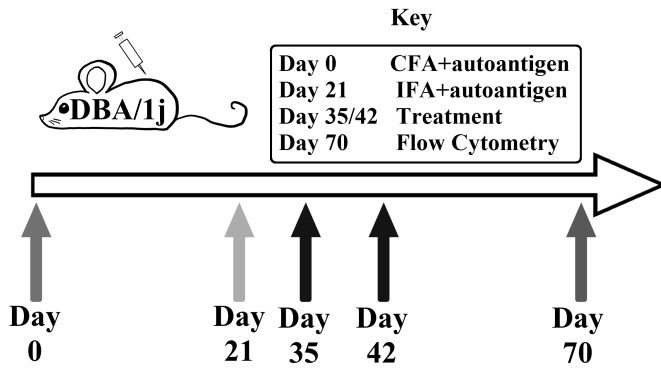 Key
DBA/1j
Day 0 CFA+autoantigen
Day 21 IFA+autoantigen
Day 35/42 Treatment
Day 70 Flow Cytometry
Day Day Day Day Day
0 21 35 42 70